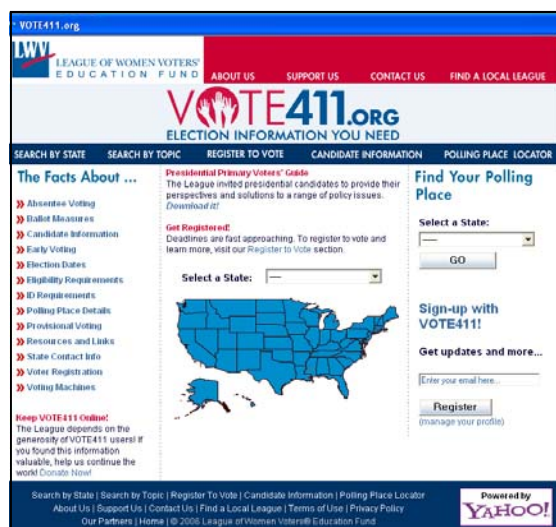 VOTE411.org
LWV
LEAGUE OF WOMEN VOTERS®
EDUCATION FUND
ABOUT US SUPPORT US CONTACT US FIND A LOCAL LEAGUE
VOTE411.ORG
ELECTION INFORMATION YOU NEED
SEARCH BY STATE SEARCH BY TOPIC REGISTER TO VOTE CANDIDATE INFORMATION POLLING PLACE LOCATOR
The Facts About ...
Absentee Voting
Ballot Measures
Candidate Information
Early Voting
Election Dates
Eligibility Requirements
ID Requirements
Polling Place Details
Provisional Voting
Resources and Links
State Contact Info
Voter Registration
Voting Machines
Keep VOTE411 Online!
The League depends on the
generosity of VOTE411 users! If
you found this information
valuable, help us continue the
work! Donate Now!
Presidential Primary Voters' Guide
The League invited presidential candidates to provide their
perspectives and solutions to a range of policy issues.
Download it!
Get Registered!
Deadlines are fast approaching. To register to vote and
learn more, visit our Register to Vote section.
Select a State: ----
Find Your Polling
Place
Select a State:
----
GO
Sign-up with
VOTE411!
Get updates and more...
Enter your email here...
Register
(manage your profile)
Search by State | Search by Topic | Register To Vote | Candidate Information | Polling Place Locator
About Us | Support Us | Contact Us | Find a Local League | Terms of Use | Privacy Policy
Our Partners | Home | © 2006 League of Women Voters® Education Fund
Powered by
YAHOO!